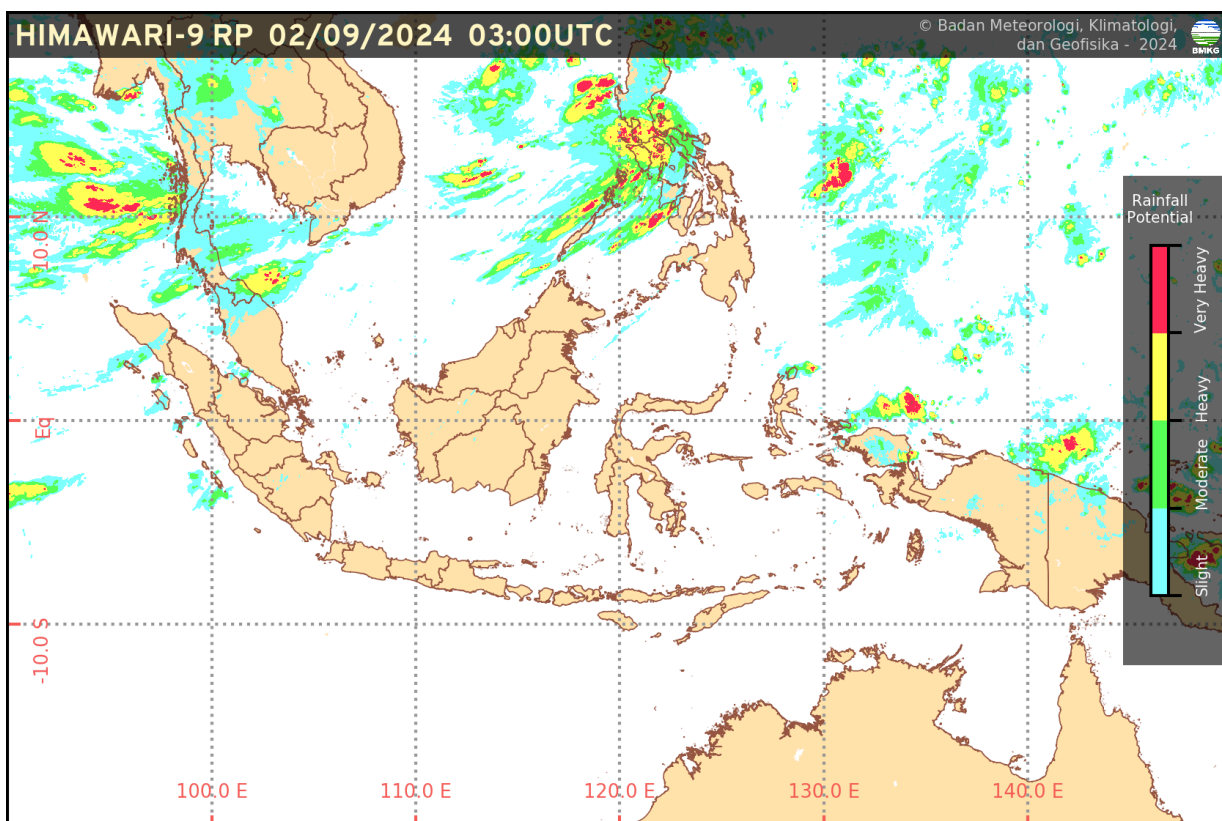 HIMAWARI-9 RP 02/09/2024 03:00UTC
© Badan Meteorologi, Klimatologi,
dan Geofisika - 2024
BMKG
Rainfall
Potential
Very Heavy
Heavy
Moderate
Slight
10.0 N
Eq
-10.0 S
100.0 E
110.0 E
120.0 E
130.0 E
140.0 E